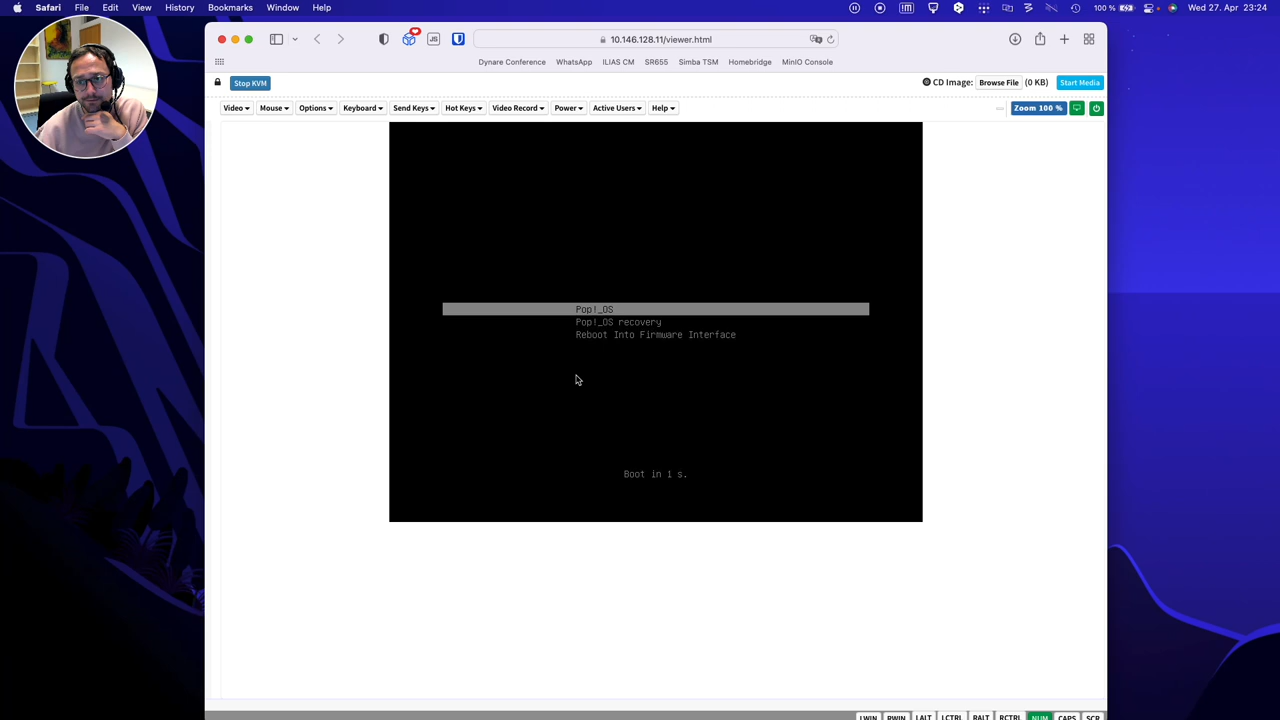 Safari File Edit View History Bookmarks Window Help Wed 27. Apr 23:24
10.146.128.11/viewer.html
Dynare Conference WhatsApp ILIAS CM SR655 Simba TSM Homebridge MinIO Console
Stop KVM CD Image: Browse File (0 KB) Start Media
Video Mouse Options Keyboard Send Keys Hot Keys Video Record Power Active Users Help Zoom 100 %
Pop!_OS
Pop!_OS recovery
Reboot Into Firmware Interface
Boot in 1 s.
LWIN RWIN LALT LCTRL RALT RCTRL NUM CAPS SCR